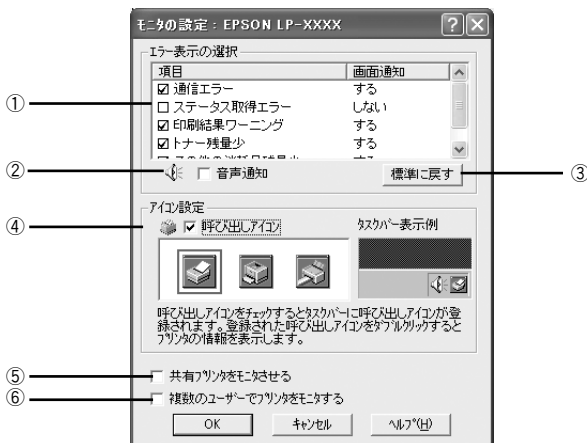 モニタの設定:EPSON LP-XXXX
エラー表示の選択
項目 画面通知
① 通信エラー する
ステータス取得エラー しない
印刷結果ワーニング する
トナー残量少 する
② 音声通知 標準に戻す ③
アイコン設定
④ 呼び出しアイコン タスクバー表示例
呼び出しアイコンをチェックするとタスクバーに呼び出しアイコンが登
録されます。登録された呼び出しアイコンをダブルクリックすると
プリンタの情報を表示します。
⑤ 共有プリンタをモニタさせる
⑥ 複数のユーザーでプリンタをモニタする
OK キャンセル ヘルプ(H)